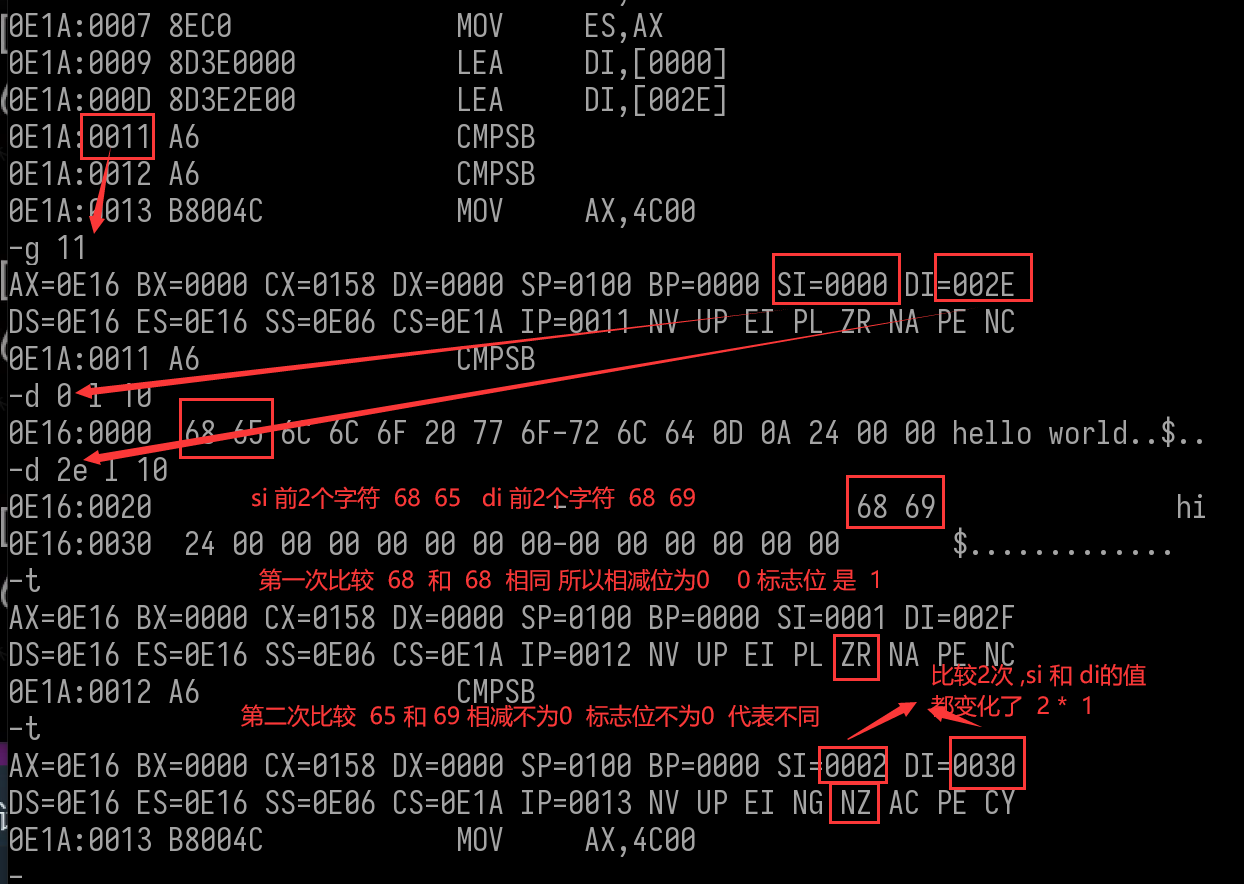 0E1A:0007 8EC0 MOV ES,AX
0E1A:0009 8D3E0000 LEA DI,[0000]
0E1A:000D 8D3E2E00 LEA DI,[002E]
0E1A:0011 A6 CMPSB
0E1A:0012 A6 CMPSB
0E1A:0013 B8004C MOV AX,4C00
-g 11
AX=0E16 BX=0000 CX=0158 DX=0000 SP=0100 BP=0000 SI=0000 DI=002E
DS=0E16 ES=0E16 SS=0E06 CS=0E1A IP=0011 NV UP EI PL ZR NA PE NC
0E1A:0011 A6 CMPSB
-d 0 l 10
0E16:0000 68 65 6C 6C 6F 20 77 6F-72 6C 64 0D 0A 24 00 00 hello world..$..
-d 2e l 10
si 前2个字符 68 65 di 前2个字符 68 69
0E16:0020 - 68 69 hi
0E16:0030 24 00 00 00 00 00 00 00-00 00 00 00 00 00 $.............
-t
第一次比较 68 和 68 相同 所以相减位为0 0 标志位 是 1
AX=0E16 BX=0000 CX=0158 DX=0000 SP=0100 BP=0000 SI=0001 DI=002F
DS=0E16 ES=0E16 SS=0E06 CS=0E1A IP=0012 NV UP EI PL ZR NA PE NC
0E1A:0012 A6 CMPSB
比较2次 ,si 和 di的值
都变化了 2 * 1
-t
第二次比较 65 和 69 相减不为0 标志位不为0 代表不同
AX=0E16 BX=0000 CX=0158 DX=0000 SP=0100 BP=0000 SI=0002 DI=0030
DS=0E16 ES=0E16 SS=0E06 CS=0E1A IP=0013 NV UP EI NG NZ AC PE CY
0E1A:0013 B8004C MOV AX,4C00
-